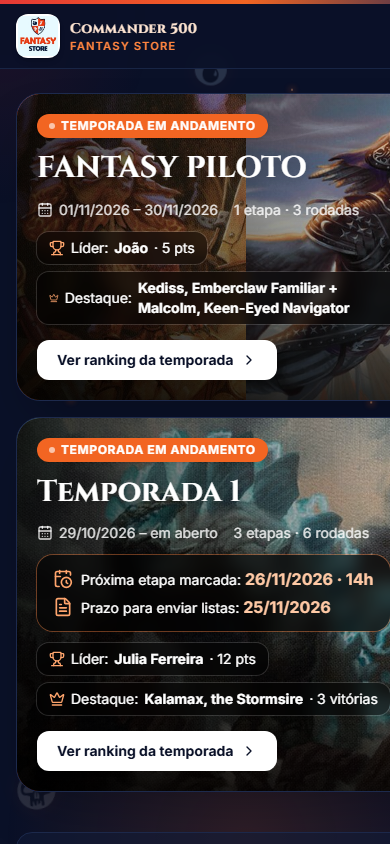 FANTASY
STORE
Commander 500
FANTASY STORE
TEMPORADA EM ANDAMENTO
FANTASY PILOTO
01/11/2026 – 30/11/2026 1 etapa · 3 rodadas
Líder: João · 5 pts
Destaque: Kediss, Emberclaw Familiar +
Malcolm, Keen-Eyed Navigator
Ver ranking da temporada
TEMPORADA EM ANDAMENTO
Temporada 1
29/10/2026 – em aberto 3 etapas · 6 rodadas
Próxima etapa marcada: 26/11/2026 · 14h
Prazo para enviar listas: 25/11/2026
Líder: Julia Ferreira · 12 pts
Destaque: Kalamax, the Stormsire · 3 vitórias
Ver ranking da temporada